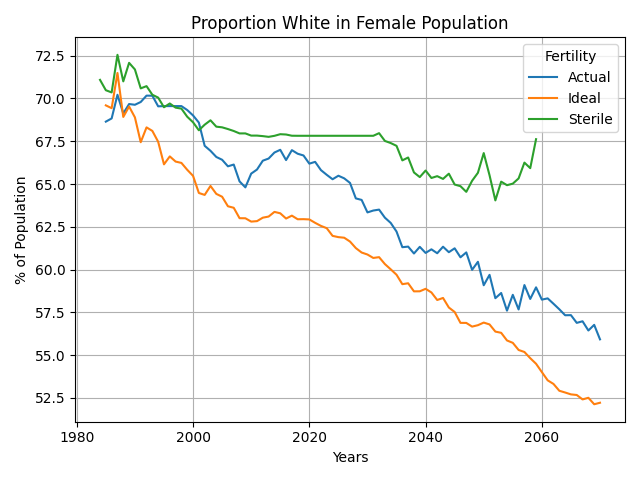 Proportion White in Female Population
% of Population
72.5
70.0
67.5
65.0
62.5
60.0
57.5
55.0
52.5
Fertility
Actual
Ideal
Sterile
1980 2000 2020 2040 2060
Years